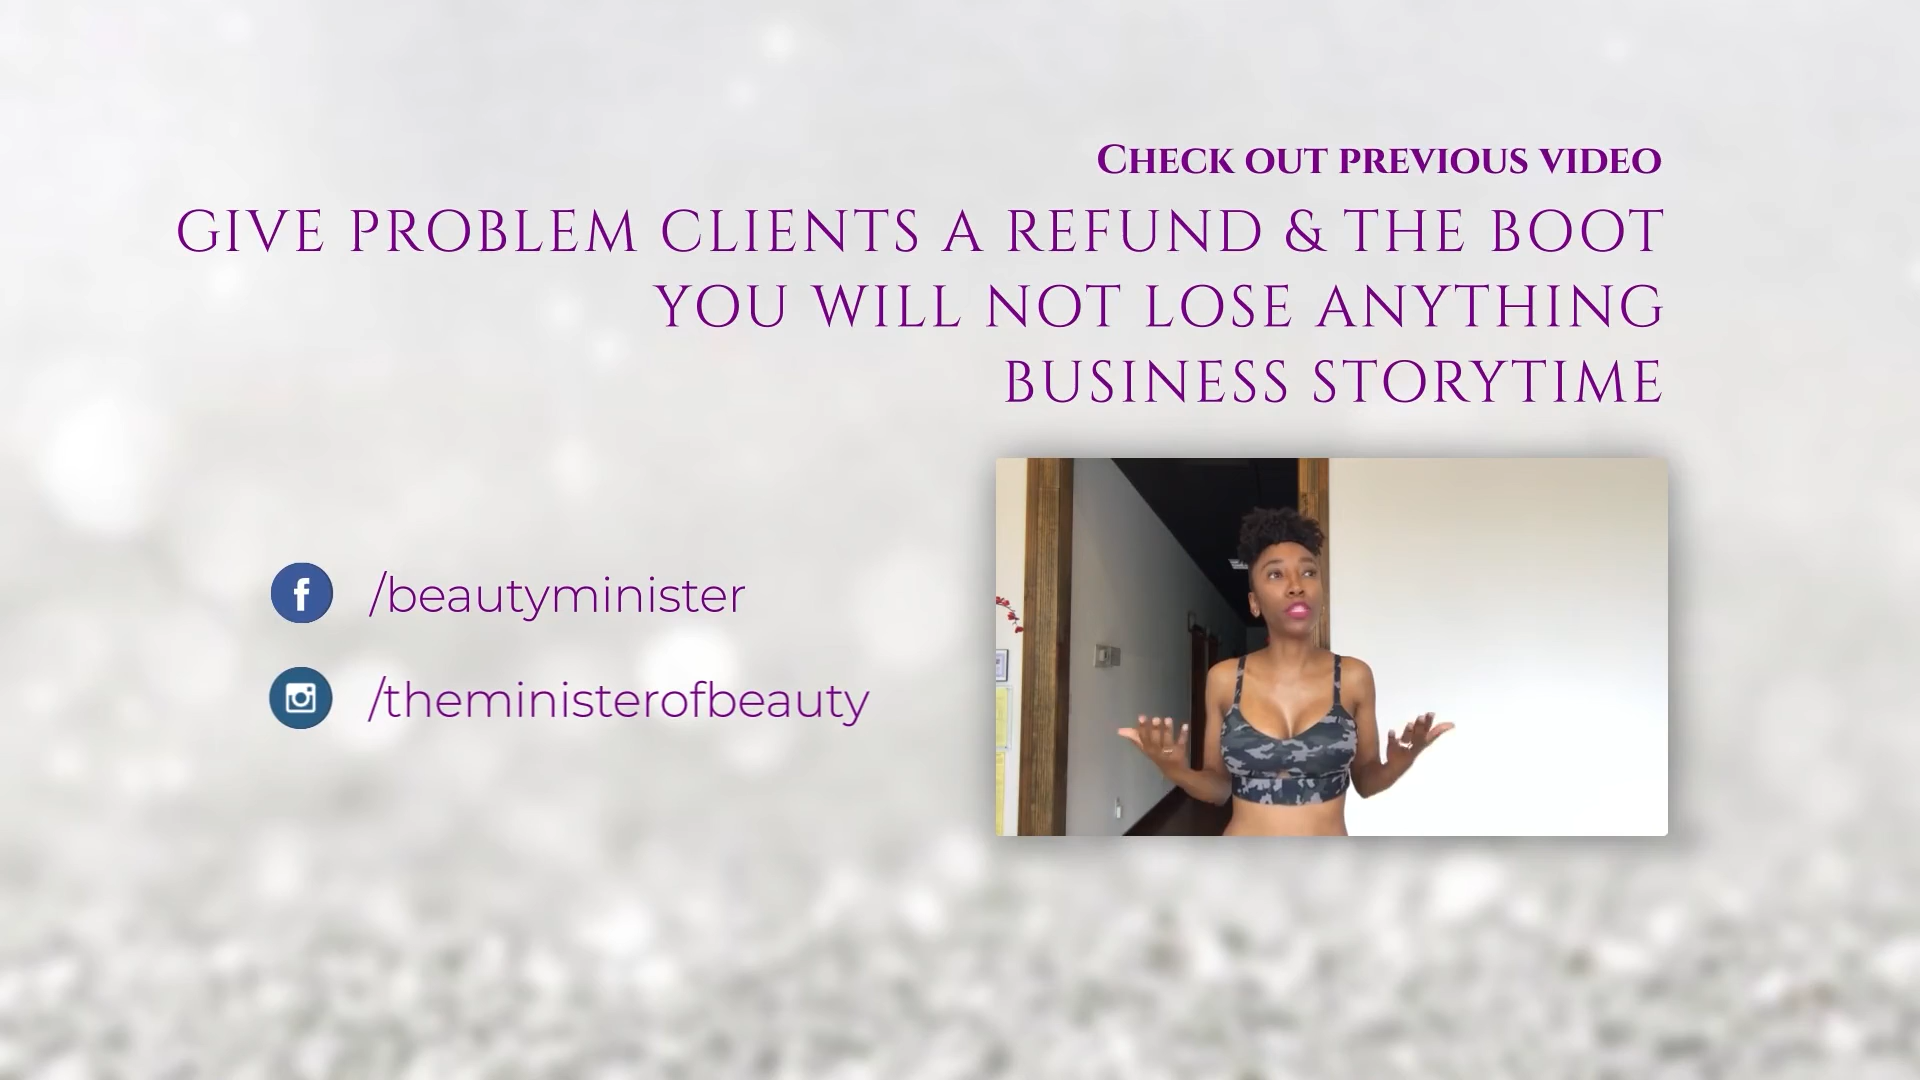 Check out previous video
GIVE PROBLEM CLIENTS A REFUND & THE BOOT
YOU WILL NOT LOSE ANYTHING
BUSINESS STORYTIME
/beautyminister
/theministerofbeauty